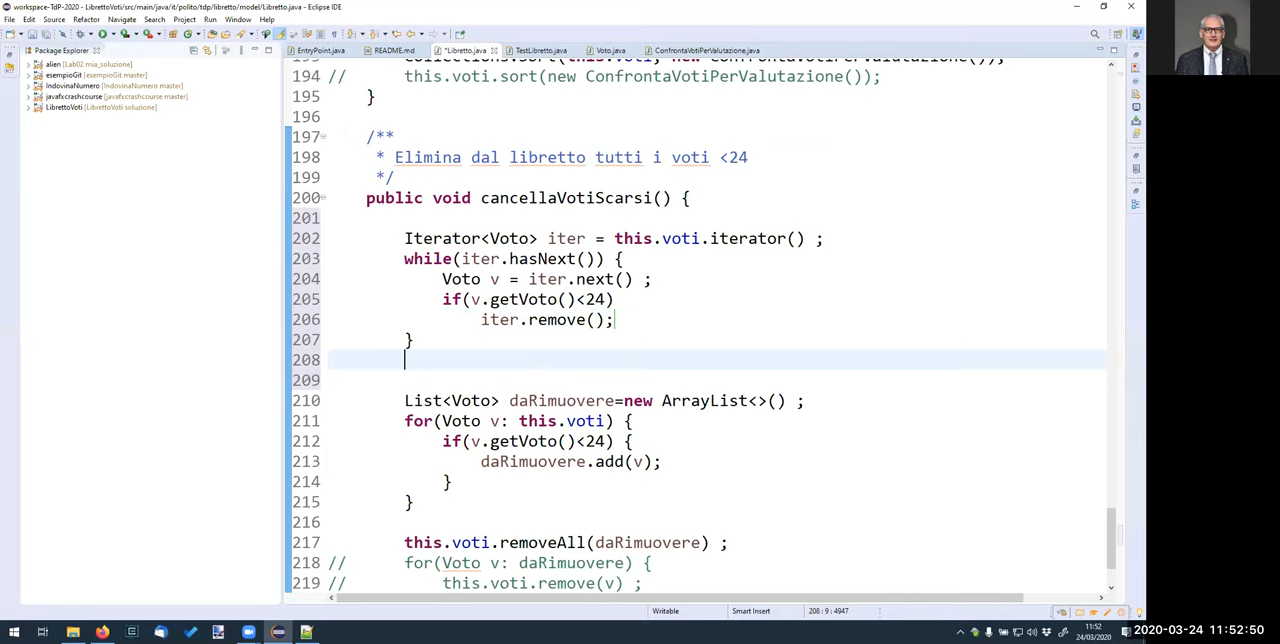 workspace-TdP-2020 - LibrettoVoti/src/main/java/it/polito/tdp/libretto/model/Libretto.java - Eclipse IDE
File Edit Source Refactor Navigate Search Project Run Window Help
Package Explorer
EntryPoint.java README.md *Libretto.java TestLibretto.java Voto.java ConfrontaVotiPerValutazione.java
alien [Lab02 mia_soluzione]
esempioGit [esempioGit master]
IndovinaNumero [IndovinaNumero master]
javafx:crashcourse [javafx-crashcourse master]
LibrettoVoti [LibrettoVoti soluzione]
193 Collections.sort(this.voti, new ConfrontaVotiPerValutazione());
194 // this.voti.sort(new ConfrontaVotiPerValutazione());
195 }
196
197 /**
198 * Elimina dal libretto tutti i voti <24
199 */
200 public void cancellaVotiScarsi() {
201
202 Iterator<Voto> iter = this.voti.iterator() ;
203 while(iter.hasNext()) {
204 Voto v = iter.next() ;
205 if(v.getVoto()<24)
206 iter.remove();
207 }
208
209
210 List<Voto> daRimuovere=new ArrayList<>() ;
211 for(Voto v: this.voti) {
212 if(v.getVoto()<24) {
213 daRimuovere.add(v);
214 }
215 }
216
217 this.voti.removeAll(daRimuovere) ;
218 // for(Voto v: daRimuovere) {
219 // this.voti.remove(v) ;
Writable Smart Insert 208 : 9 : 4947
11:52
24/03/2020
2020-03-24 11:52:50